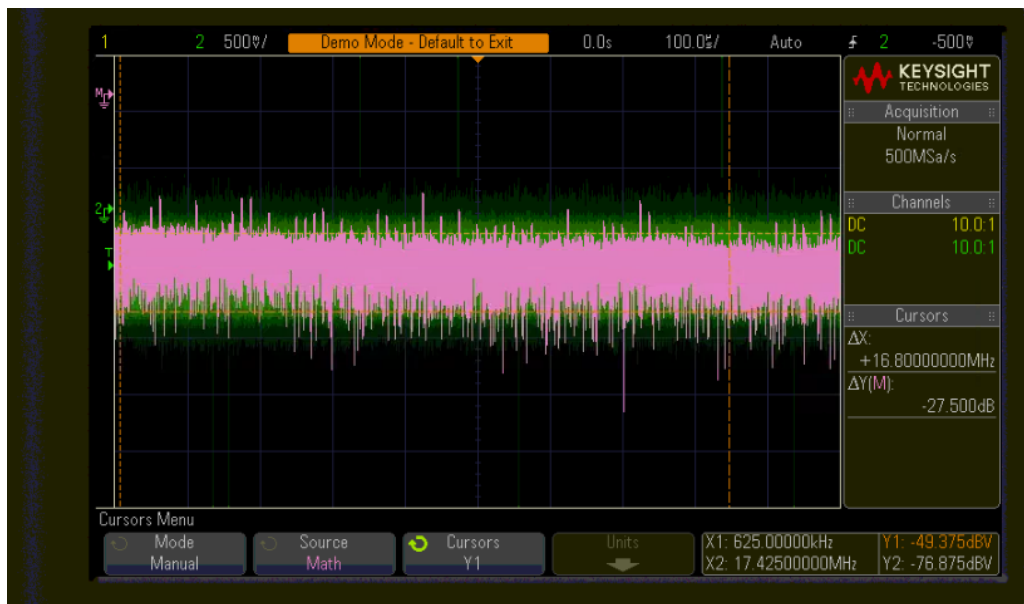 1 2 500V/ Demo Mode - Default to Exit 0.0s 100.0s/ Auto 2 -500V
KEYSIGHT
TECHNOLOGIES
Acquisition
Normal
500MSa/s
Channels
DC 10.0:1
DC 10.0:1
Cursors
ΔX:
+16.80000000MHz
ΔY(M):
-27.500dB
M
2
T
Cursors Menu
Mode
Manual
Source
Math
Cursors
Y1
Units
X1: 625.00000kHz
X2: 17.42500000MHz
Y1: -49.375dBV
Y2: -76.875dBV